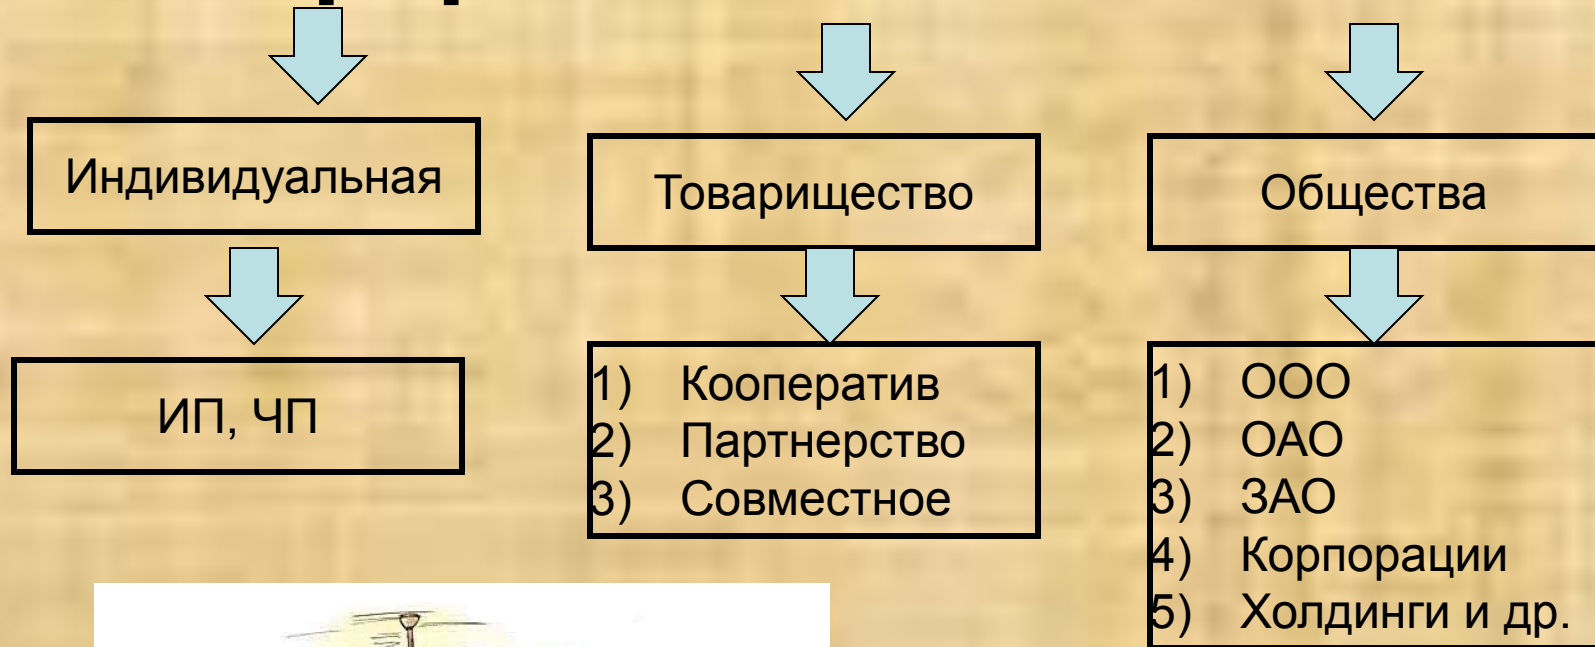 Индивидуальная
Товарищество
Общества
ИП, ЧП
1) Кооператив
2) Партнерство
3) Совместное
1) ООО
2) ОАО
3) ЗАО
4) Корпорации
5) Холдинги и др.